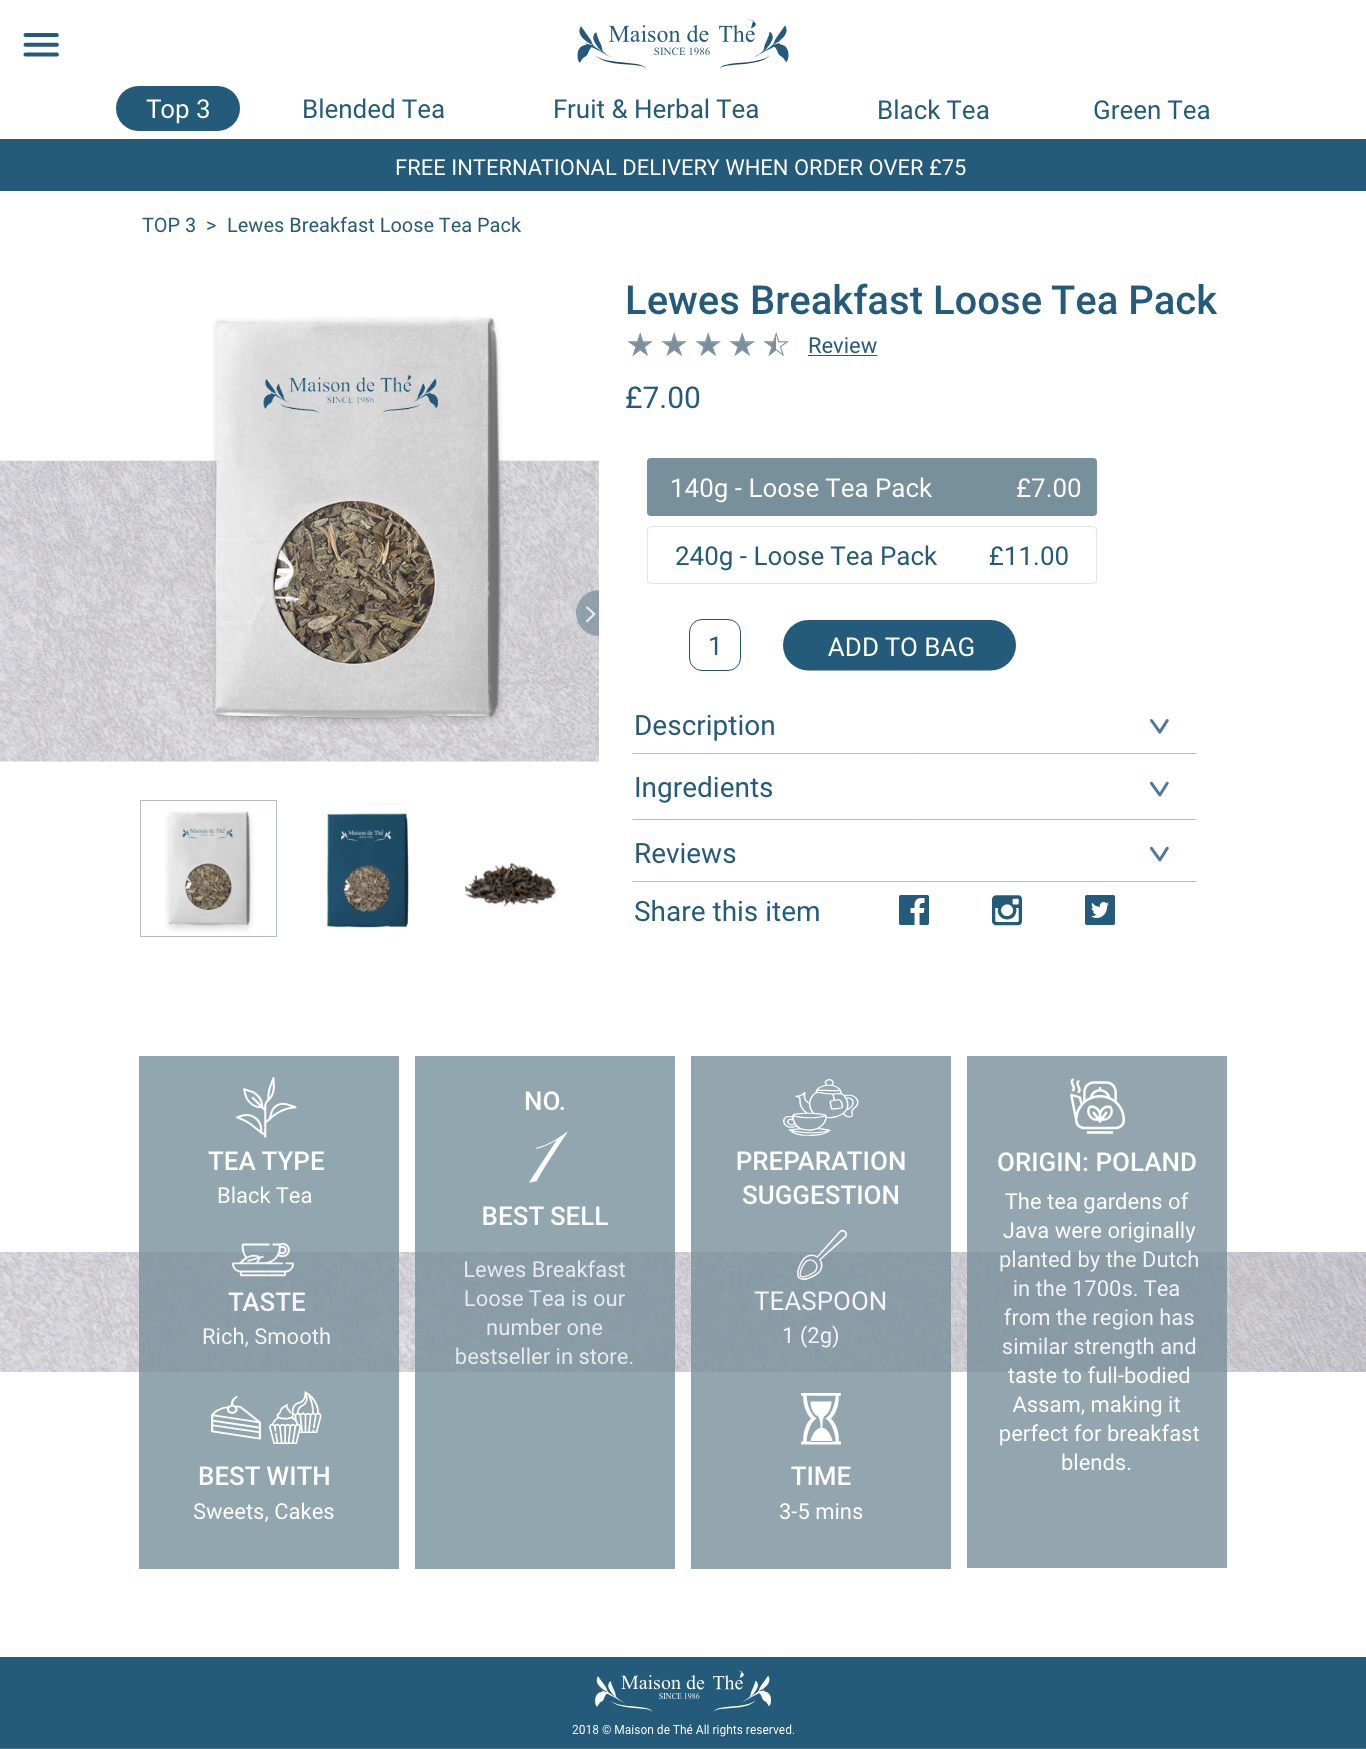 Maison de Thé
SINCE 1986
Top 3
Blended Tea
Fruit & Herbal Tea
Black Tea
Green Tea
FREE INTERNATIONAL DELIVERY WHEN ORDER OVER £75
TOP 3 > Lewes Breakfast Loose Tea Pack
Maison de Thé
SINCE 1986
Lewes Breakfast Loose Tea Pack
Review
£7.00
140g - Loose Tea Pack £7.00
240g - Loose Tea Pack £11.00
1
ADD TO BAG
Description
Ingredients
Reviews
Share this item
Maison de Thé
Maison de Thé
TEA TYPE
Black Tea
TASTE
Rich, Smooth
BEST WITH
Sweets, Cakes
NO.
1
BEST SELL
Lewes Breakfast
Loose Tea is our
number one
bestseller in store.
PREPARATION
SUGGESTION
TEASPOON
1 (2g)
TIME
3-5 mins
ORIGIN: POLAND
The tea gardens of
Java were originally
planted by the Dutch
in the 1700s. Tea
from the region has
similar strength and
taste to full-bodied
Assam, making it
perfect for breakfast
blends.
Maison de Thé
SINCE 1986
2018 © Maison de Thé All rights reserved.